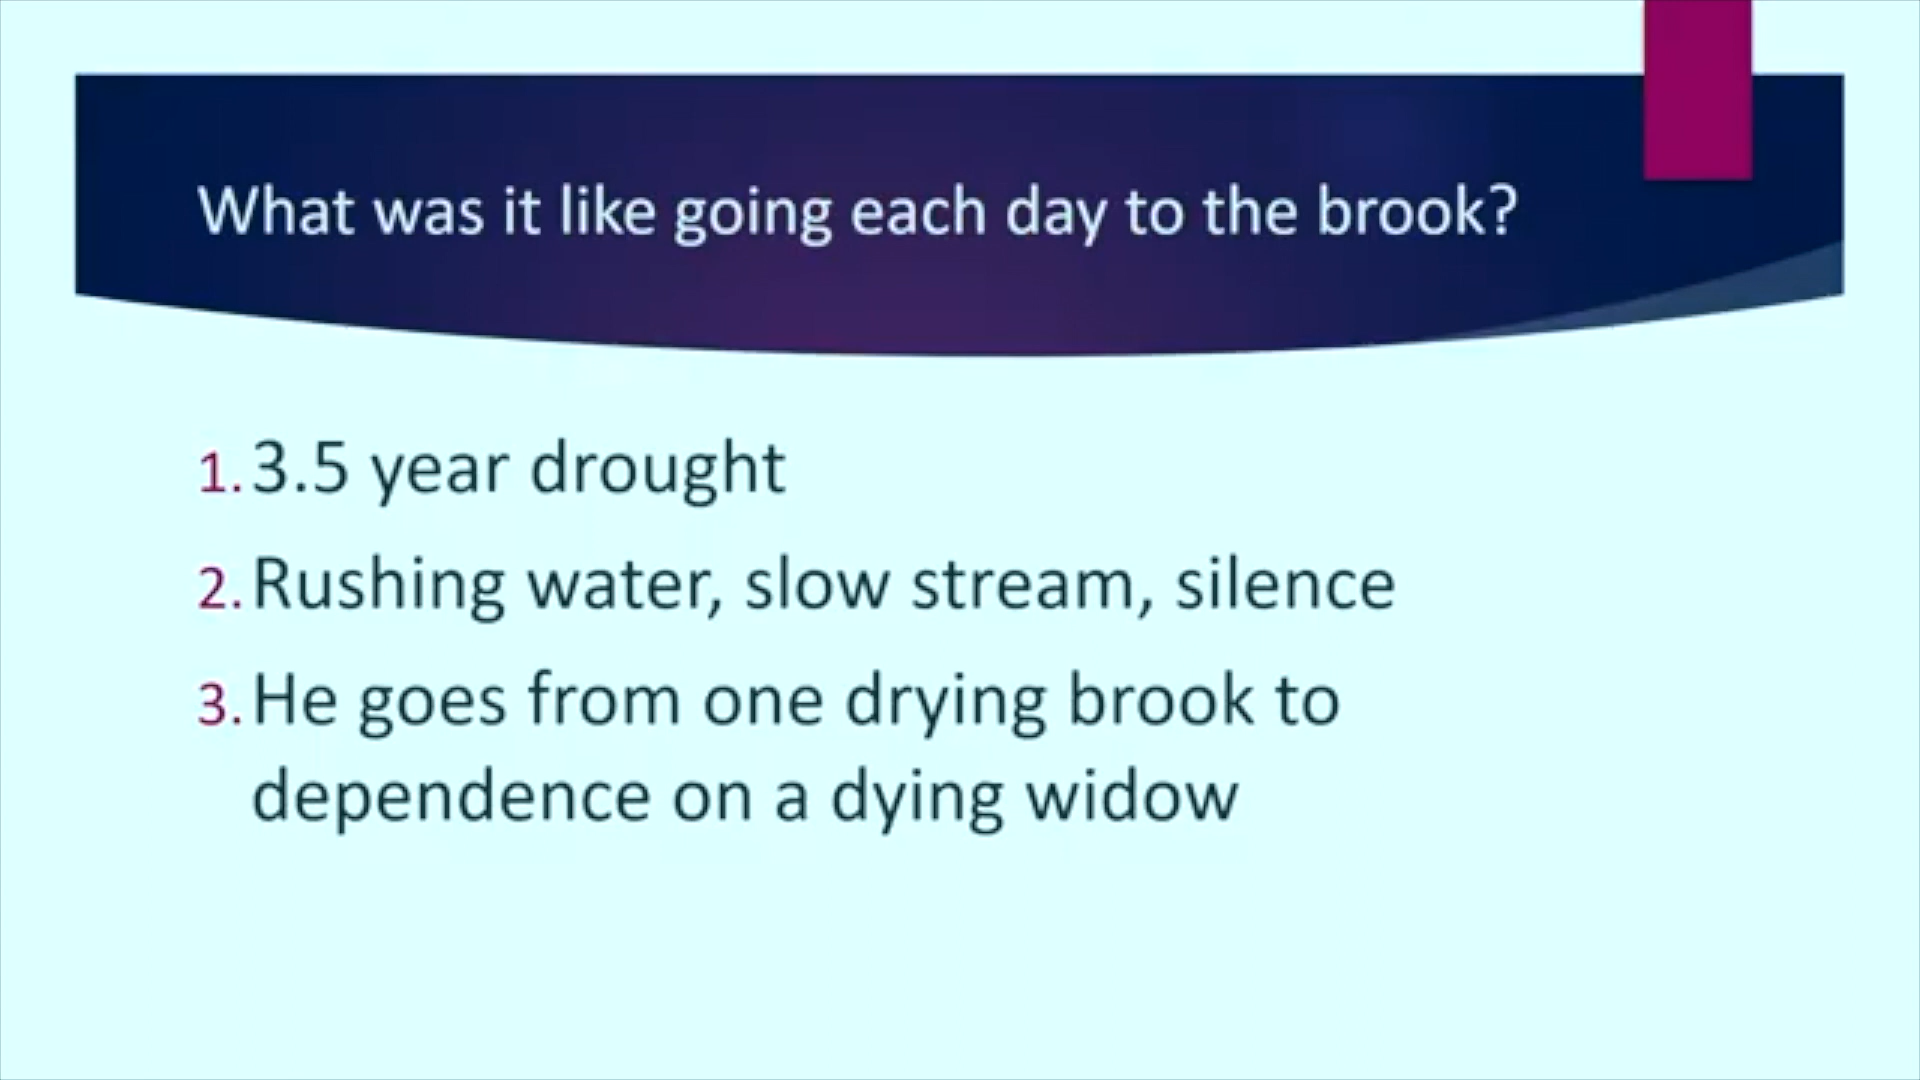 What was it like going each day to the brook?
1. 3.5 year drought
2. Rushing water, slow stream, silence
3. He goes from one drying brook to
dependence on a dying widow